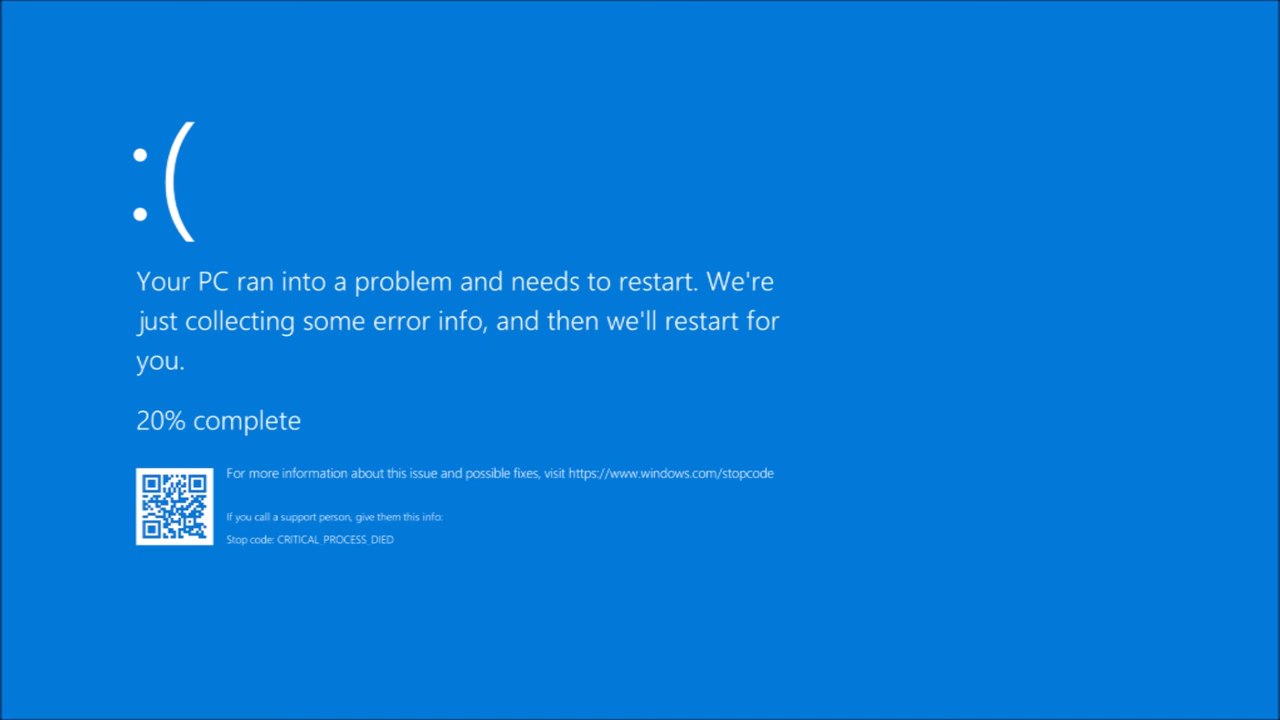 :(
Your PC ran into a problem and needs to restart. We're
just collecting some error info, and then we'll restart for
you.
20% complete
For more information about this issue and possible fixes, visit https://www.windows.com/stopcode
If you call a support person, give them this info:
Stop code: CRITICAL_PROCESS_DIED